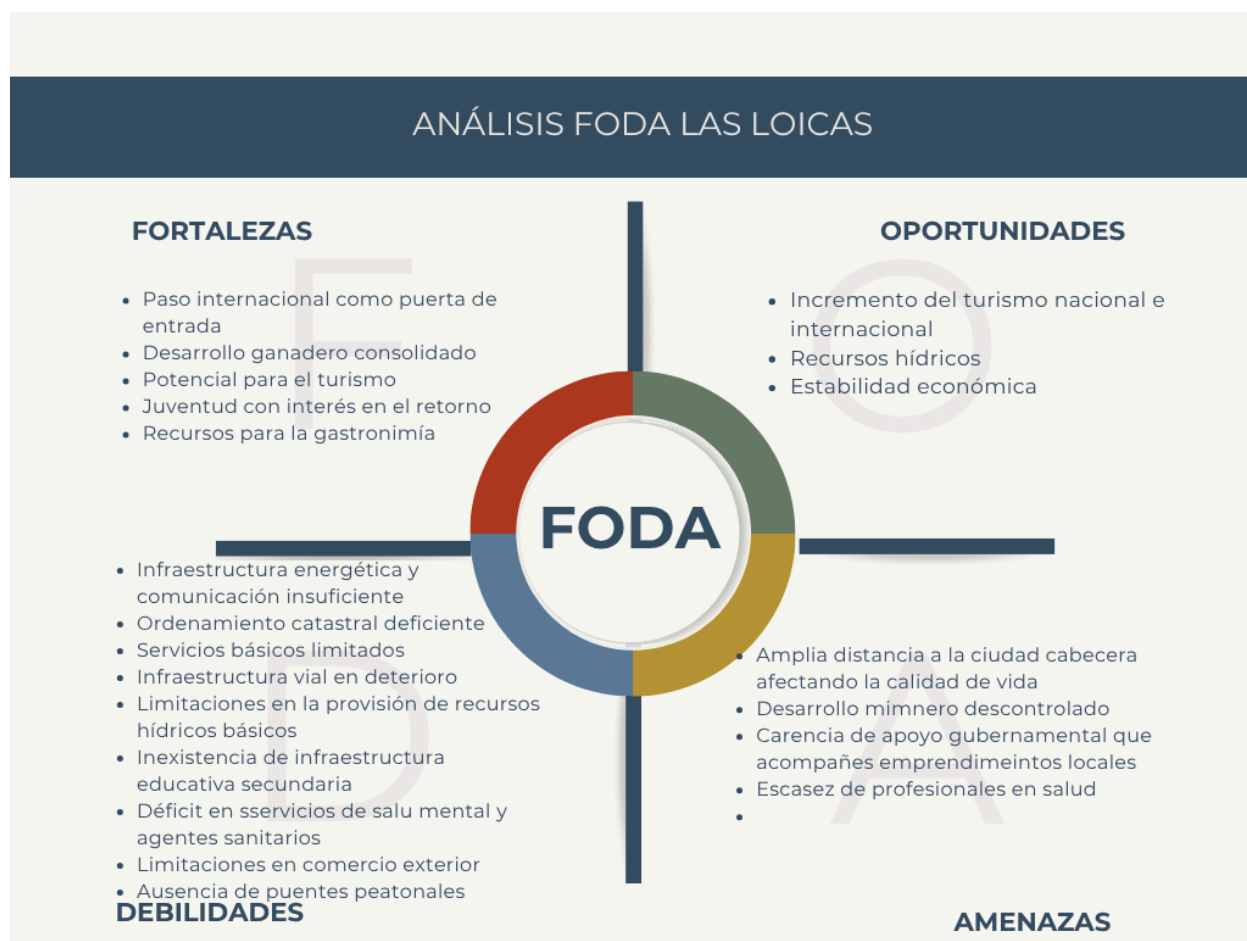 ANÁLISIS FODA LAS LOICAS
FORTALEZAS
F
• Paso internacional como puerta de
entrada
• Desarrollo ganadero consolidado
• Potencial para el turismo
• Juventud con interés en el retorno
• Recursos para la gastronimía
OPORTUNIDADES
O
• Incremento del turismo nacional e
internacional
• Recursos hídricos
• Estabilidad económica
FODA
D
• Infraestructura energética y
comunicación insuficiente
• Ordenamiento catastral deficiente
• Servicios básicos limitados
• Infraestructura vial en deterioro
• Limitaciones en la provisión de recursos
hídricos básicos
• Inexistencia de infraestructura
educativa secundaria
• Déficit en sservicios de salu mental y
agentes sanitarios
• Limitaciones en comercio exterior
• Ausencia de puentes peatonales
DEBILIDADES
A
• Amplia distancia a la ciudad cabecera
afectando la calidad de vida
• Desarrollo mimnero descontrolado
• Carencia de apoyo gubernamental que
acompañes emprendimeintos locales
• Escasez de profesionales en salud
•
AMENAZAS